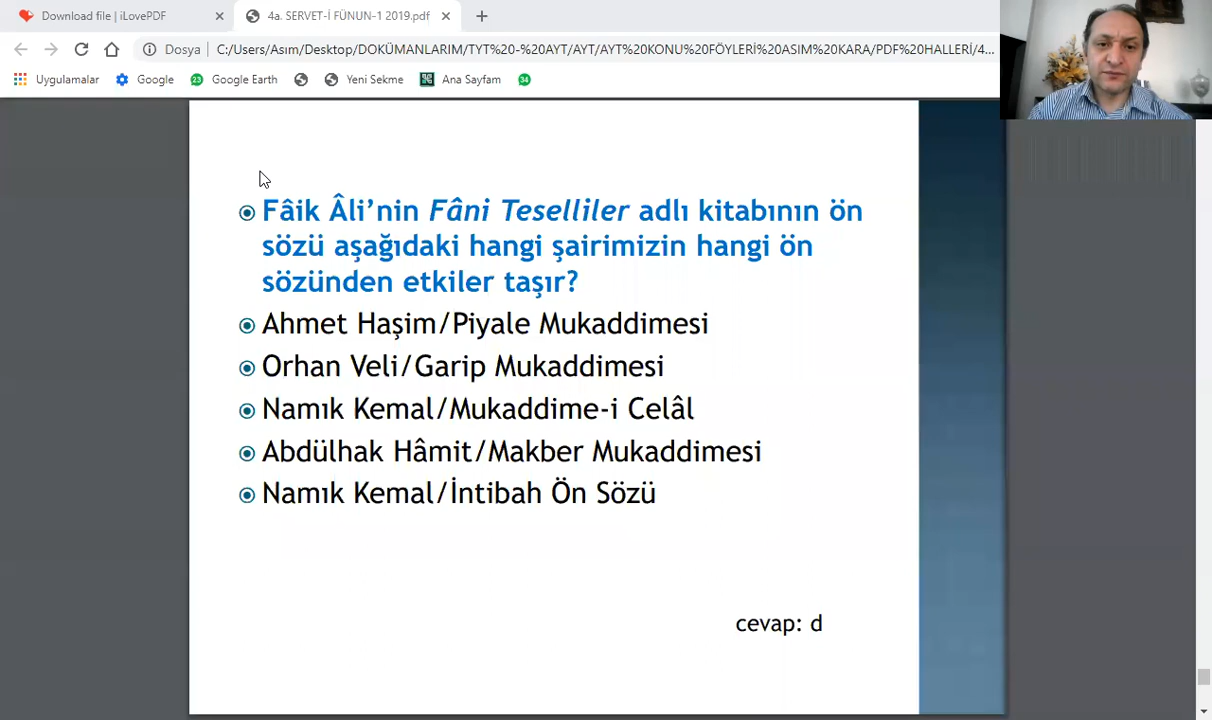 Download file | iLovePDF
4a. SERVET-İ FÜNUN-1 2019.pdf
Dosya
C:/Users/Asım/Desktop/DOKÜMANLARIM/TYT%20-%20AYT/AYT/AYT%20KONU%20FÖYLERİ%20ASIM%20KARA/PDF%20HALLERİ/4...
Uygulamalar
Google
23
Google Earth
Yeni Sekme
Ana Sayfam
34
Fâik Âli’nin Fâni Teselliler adlı kitabının ön
sözü aşağıdaki hangi şairimizin hangi ön
sözünden etkiler taşır?
Ahmet Haşim/Piyale Mukaddimesi
Orhan Veli/Garip Mukaddimesi
Namık Kemal/Mukaddime-i Celâl
Abdülhak Hâmit/Makber Mukaddimesi
Namık Kemal/İntibah Ön Sözü
cevap: d